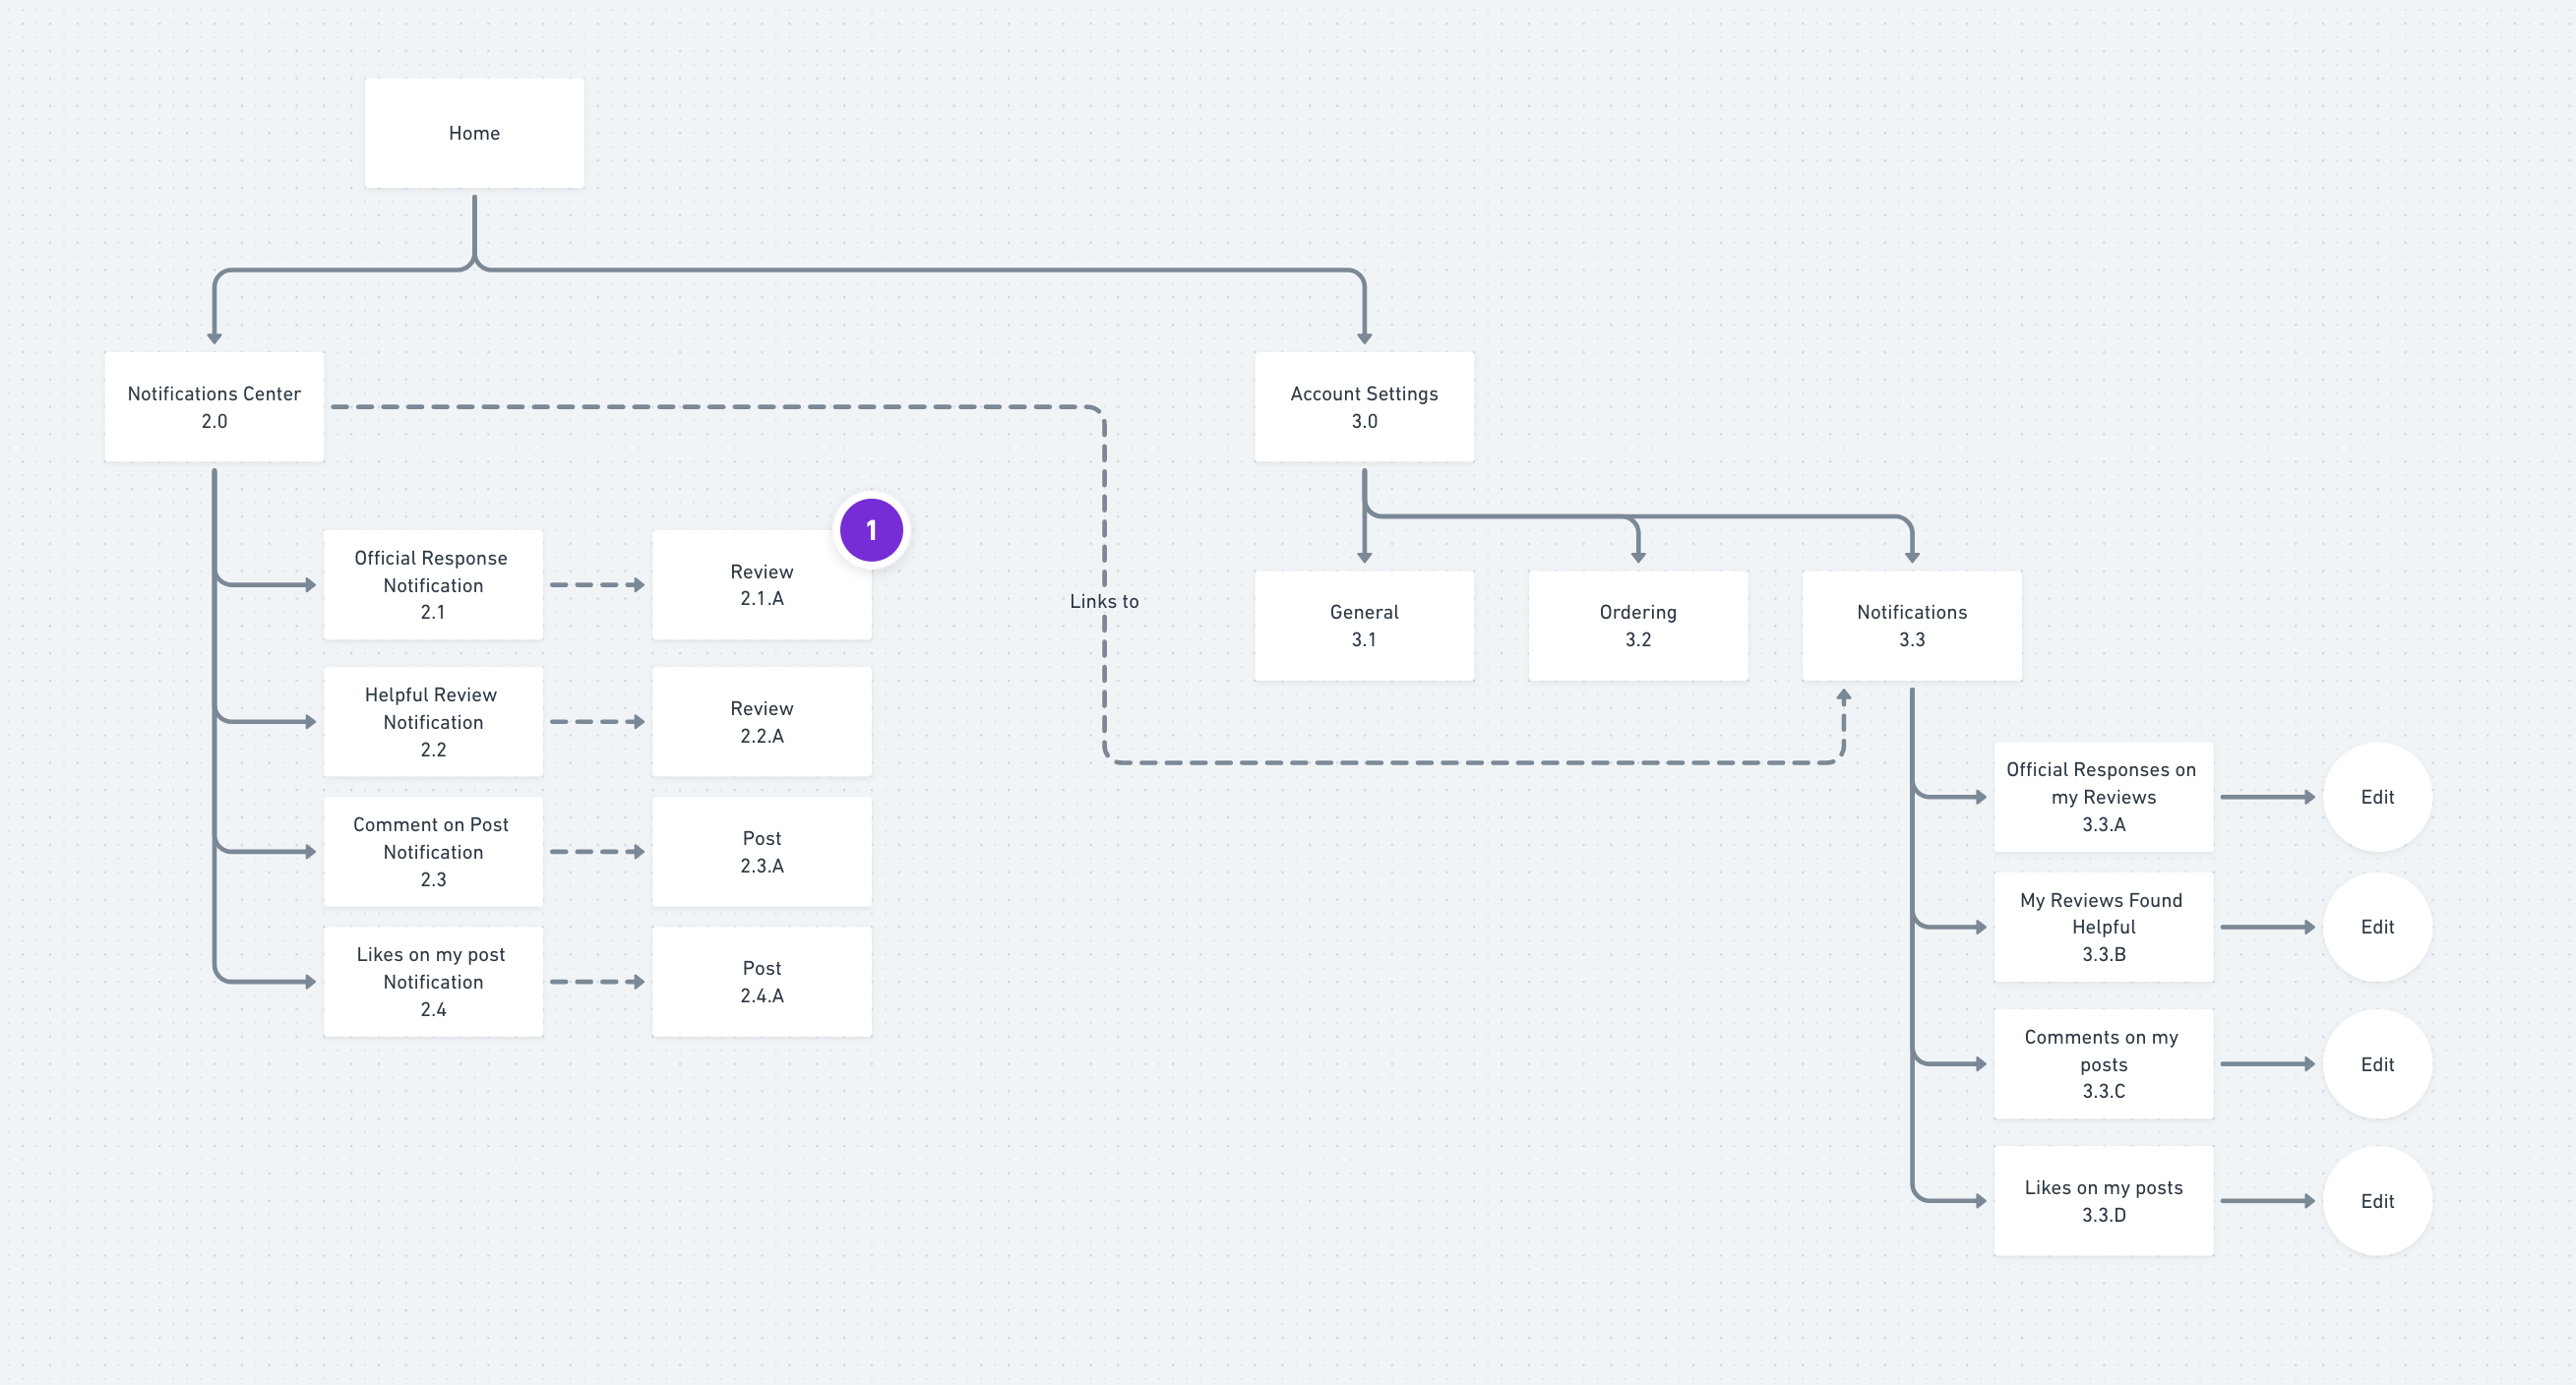 Home
Notifications Center
2.0
Account Settings
3.0
1
Official Response
Notification
2.1
Review
2.1.A
Links to
General
3.1
Ordering
3.2
Notifications
3.3
Helpful Review
Notification
2.2
Review
2.2.A
Comment on Post
Notification
2.3
Post
2.3.A
Likes on my post
Notification
2.4
Post
2.4.A
Official Responses on
my Reviews
3.3.A
Edit
My Reviews Found
Helpful
3.3.B
Edit
Comments on my
posts
3.3.C
Edit
Likes on my posts
3.3.D
Edit